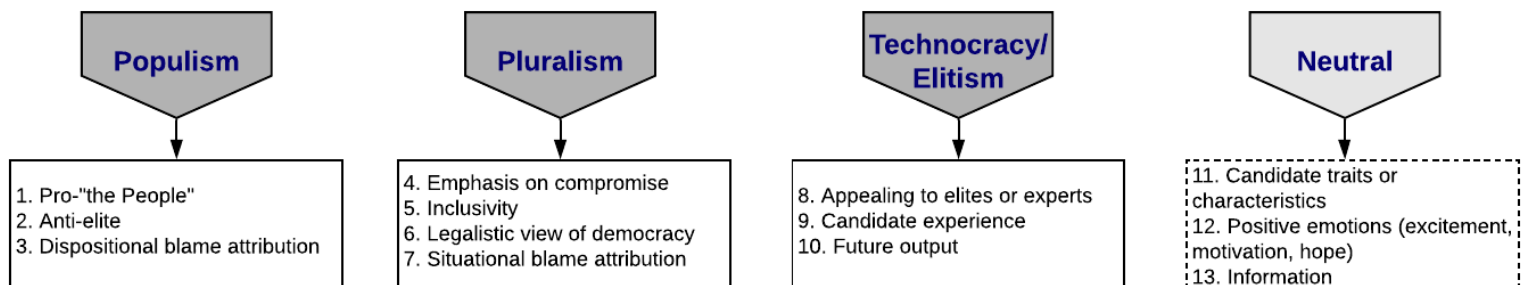 Populism
1. Pro-"the People"
2. Anti-elite
3. Dispositional blame attribution
Pluralism
4. Emphasis on compromise
5. Inclusivity
6. Legalistic view of democracy
7. Situational blame attribution
Technocracy/
Elitism
8. Appealing to elites or experts
9. Candidate experience
10. Future output
Neutral
11. Candidate traits or
characteristics
12. Positive emotions (excitement,
motivation, hope)
13. Information